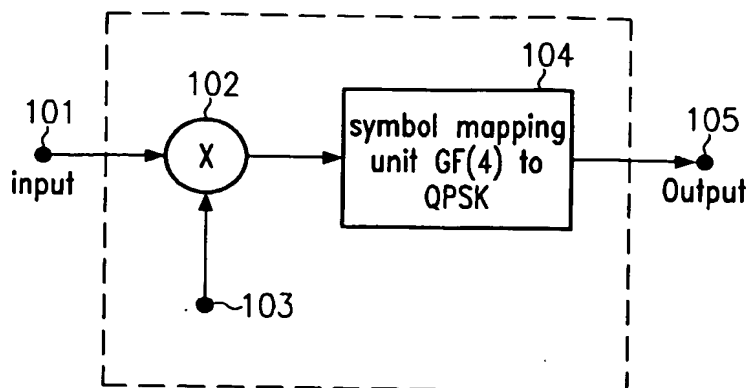 104
102
101
symbol mapping
unit GF(4) to
QPSK
105
X
input
Output
103